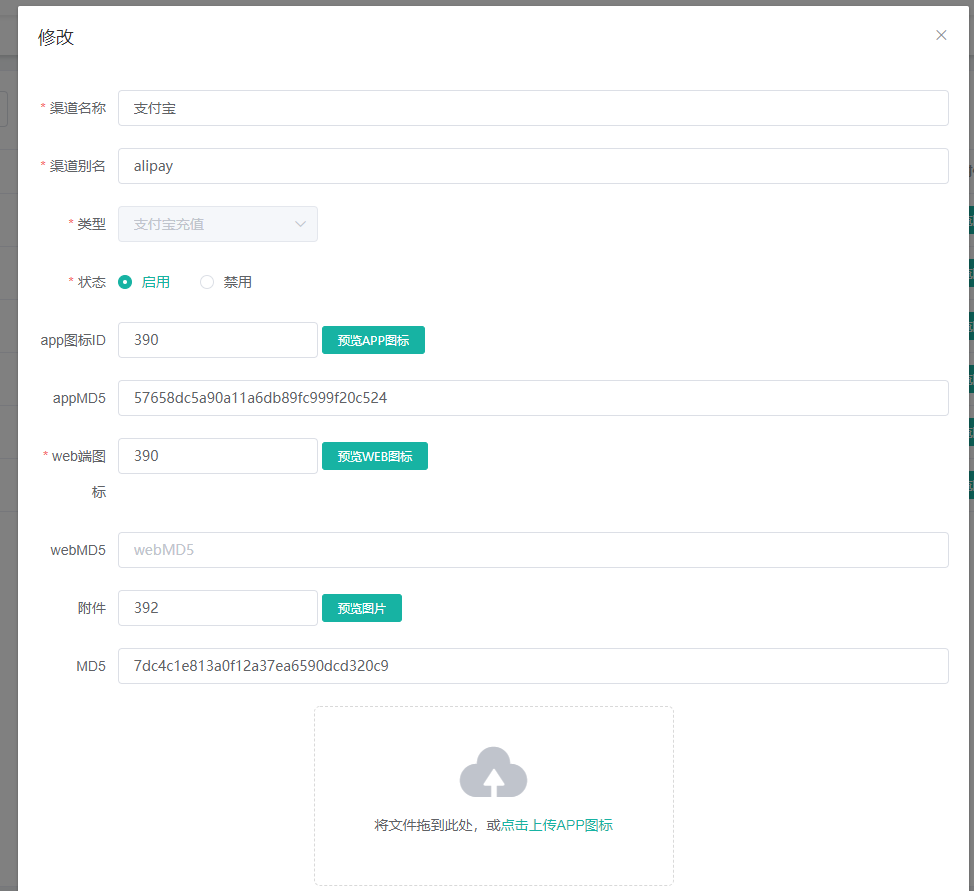 修改
* 渠道名称 支付宝
* 渠道别名 alipay
* 类型 支付宝充值
* 状态 启用 禁用
app图标ID 390 预览APP图标
appMD5 57658dc5a90a11a6db89fc999f20c524
* web端图标 390 预览WEB图标
webMD5 webMD5
附件 392 预览图片
MD5 7dc4c1e813a0f12a37ea6590dcd320c9
将文件拖到此处，或点击上传APP图标